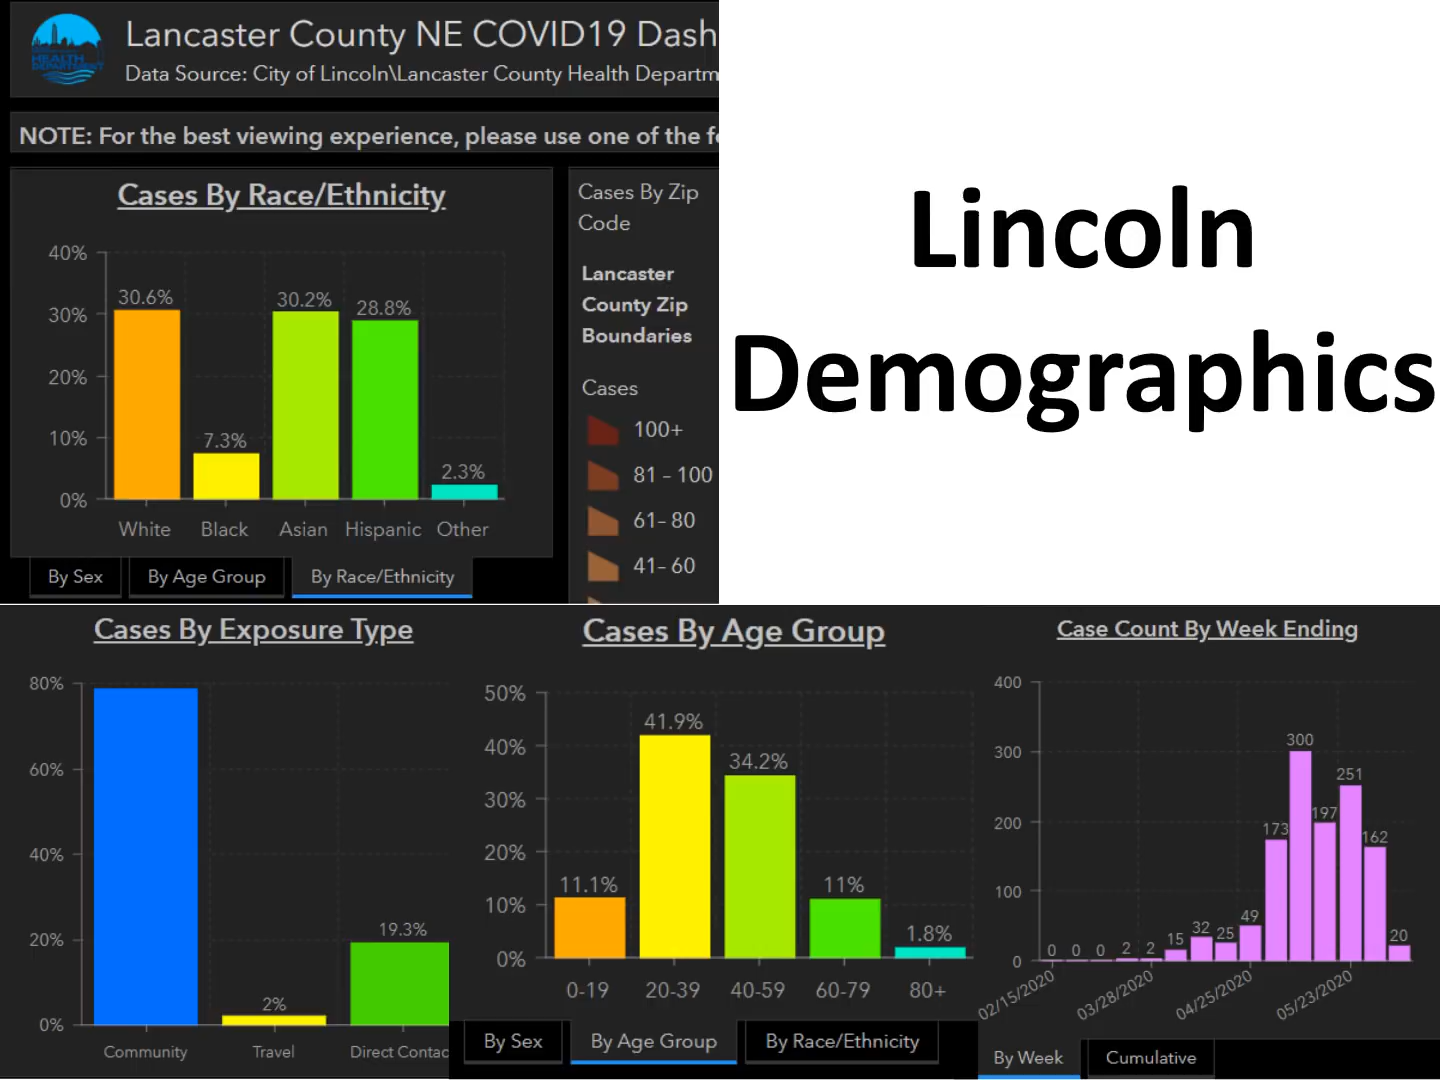 Lancaster County NE COVID19 Dash
Data Source: City of Lincoln\Lancaster County Health Departm
HEALTH
DEPARTMENT
NOTE: For the best viewing experience, please use one of the fo
Cases By Race/Ethnicity
40%
30%
20%
10%
0%
30.6%
7.3%
30.2%
28.8%
2.3%
White
Black
Asian
Hispanic
Other
By Sex
By Age Group
By Race/Ethnicity
Cases By Zip
Code
Lancaster
County Zip
Boundaries
Cases
100+
81 – 100
61– 80
41– 60
Lincoln
Demographics
Cases By Exposure Type
80%
60%
40%
20%
0%
2%
19.3%
Community
Travel
Direct Contac
Cases By Age Group
50%
40%
30%
20%
10%
0%
11.1%
41.9%
34.2%
11%
1.8%
0-19
20-39
40-59
60-79
80+
By Sex
By Age Group
By Race/Ethnicity
Case Count By Week Ending
400
300
200
100
0
0
0
0
2
2
15
32
25
49
173
300
197
251
162
20
02/15/2020
03/28/2020
04/25/2020
05/23/2020
By Week
Cumulative